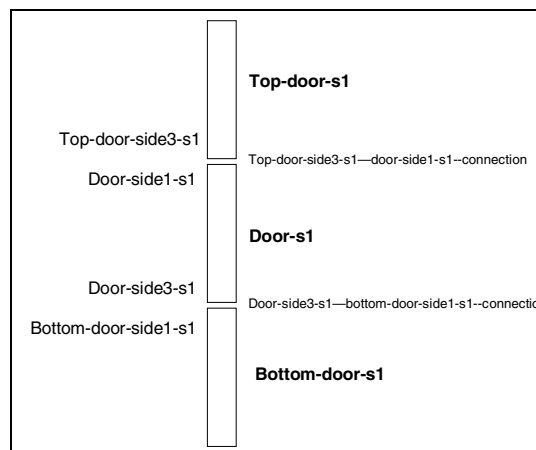 Top-door-s1
Top-door-side3-s1
Top-door-side3-s1—door-side1-s1--connection
Door-side1-s1
Door-s1
Door-side3-s1
Door-side3-s1—bottom-door-side1-s1--connectio
Bottom-door-side1-s1
Bottom-door-s1